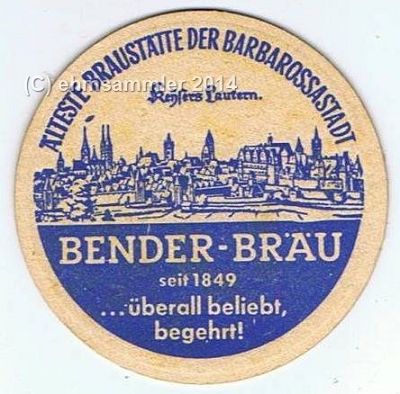 ÄLTESTE BRAUSTÄTTE DER BARBAROSSASTADT
(C) ehmsammler 2014
Keysers Lautern.
BENDER-BRÄU
seit 1849
...überall beliebt,
begehrt!